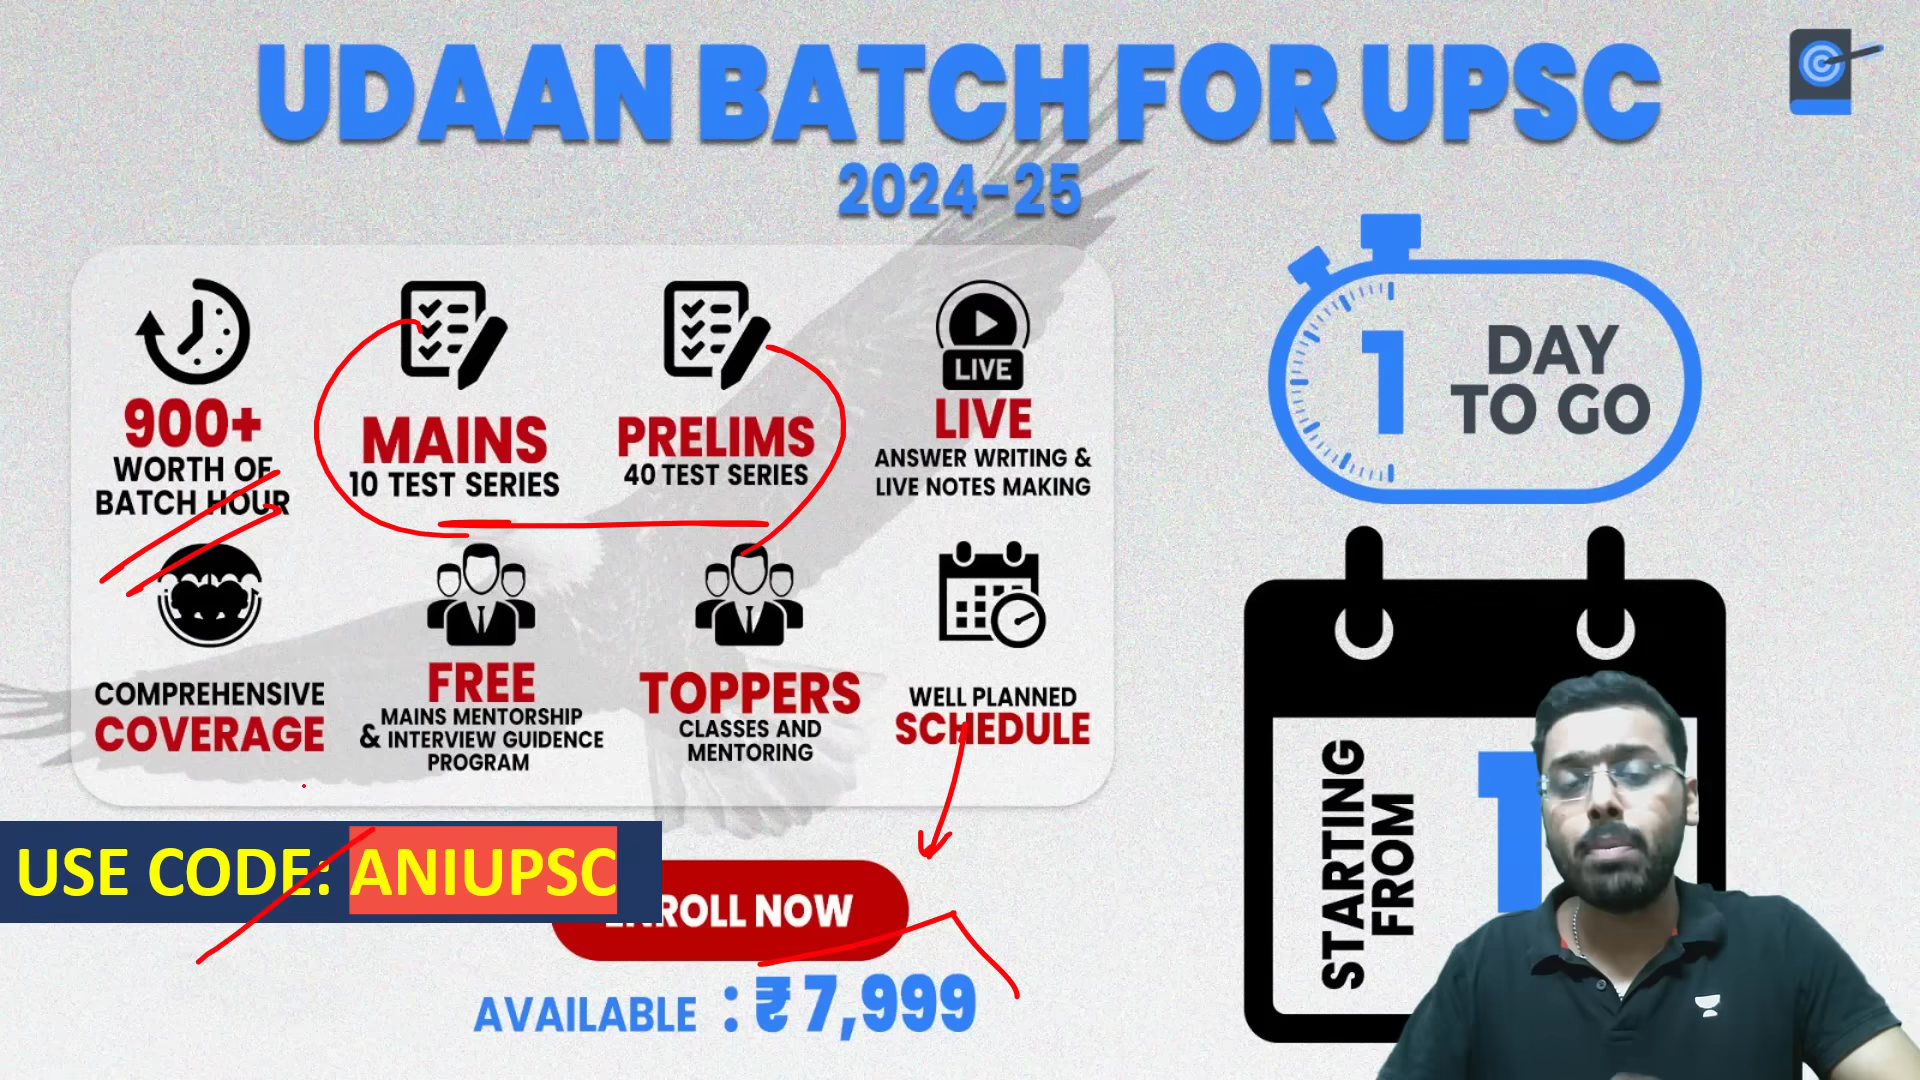 UDAAN BATCH FOR UPSC
2024-25
900+
WORTH OF
BATCH HOUR
MAINS
10 TEST SERIES
PRELIMS
40 TEST SERIES
LIVE
LIVE
ANSWER WRITING &
LIVE NOTES MAKING
COMPREHENSIVE
COVERAGE
FREE
MAINS MENTORSHIP
& INTERVIEW GUIDENCE
PROGRAM
TOPPERS
CLASSES AND
MENTORING
WELL PLANNED
SCHEDULE
USE CODE: ANIUPSC
NOW
AVAILABLE : ₹ 7,999
1 DAY
TO GO
STARTING
FROM